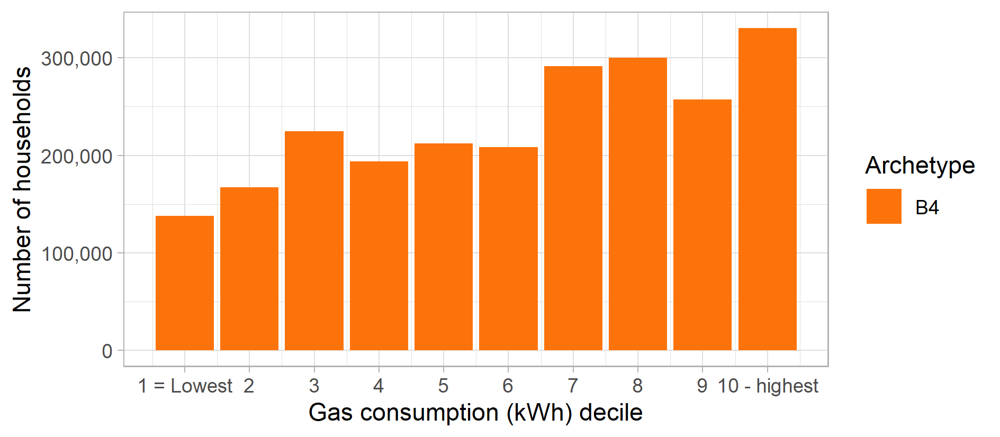 Number of households
300,000
200,000
100,000
0
1 = Lowest 2 3 4 5 6 7 8 9 10 - highest
Gas consumption (kWh) decile
Archetype
B4